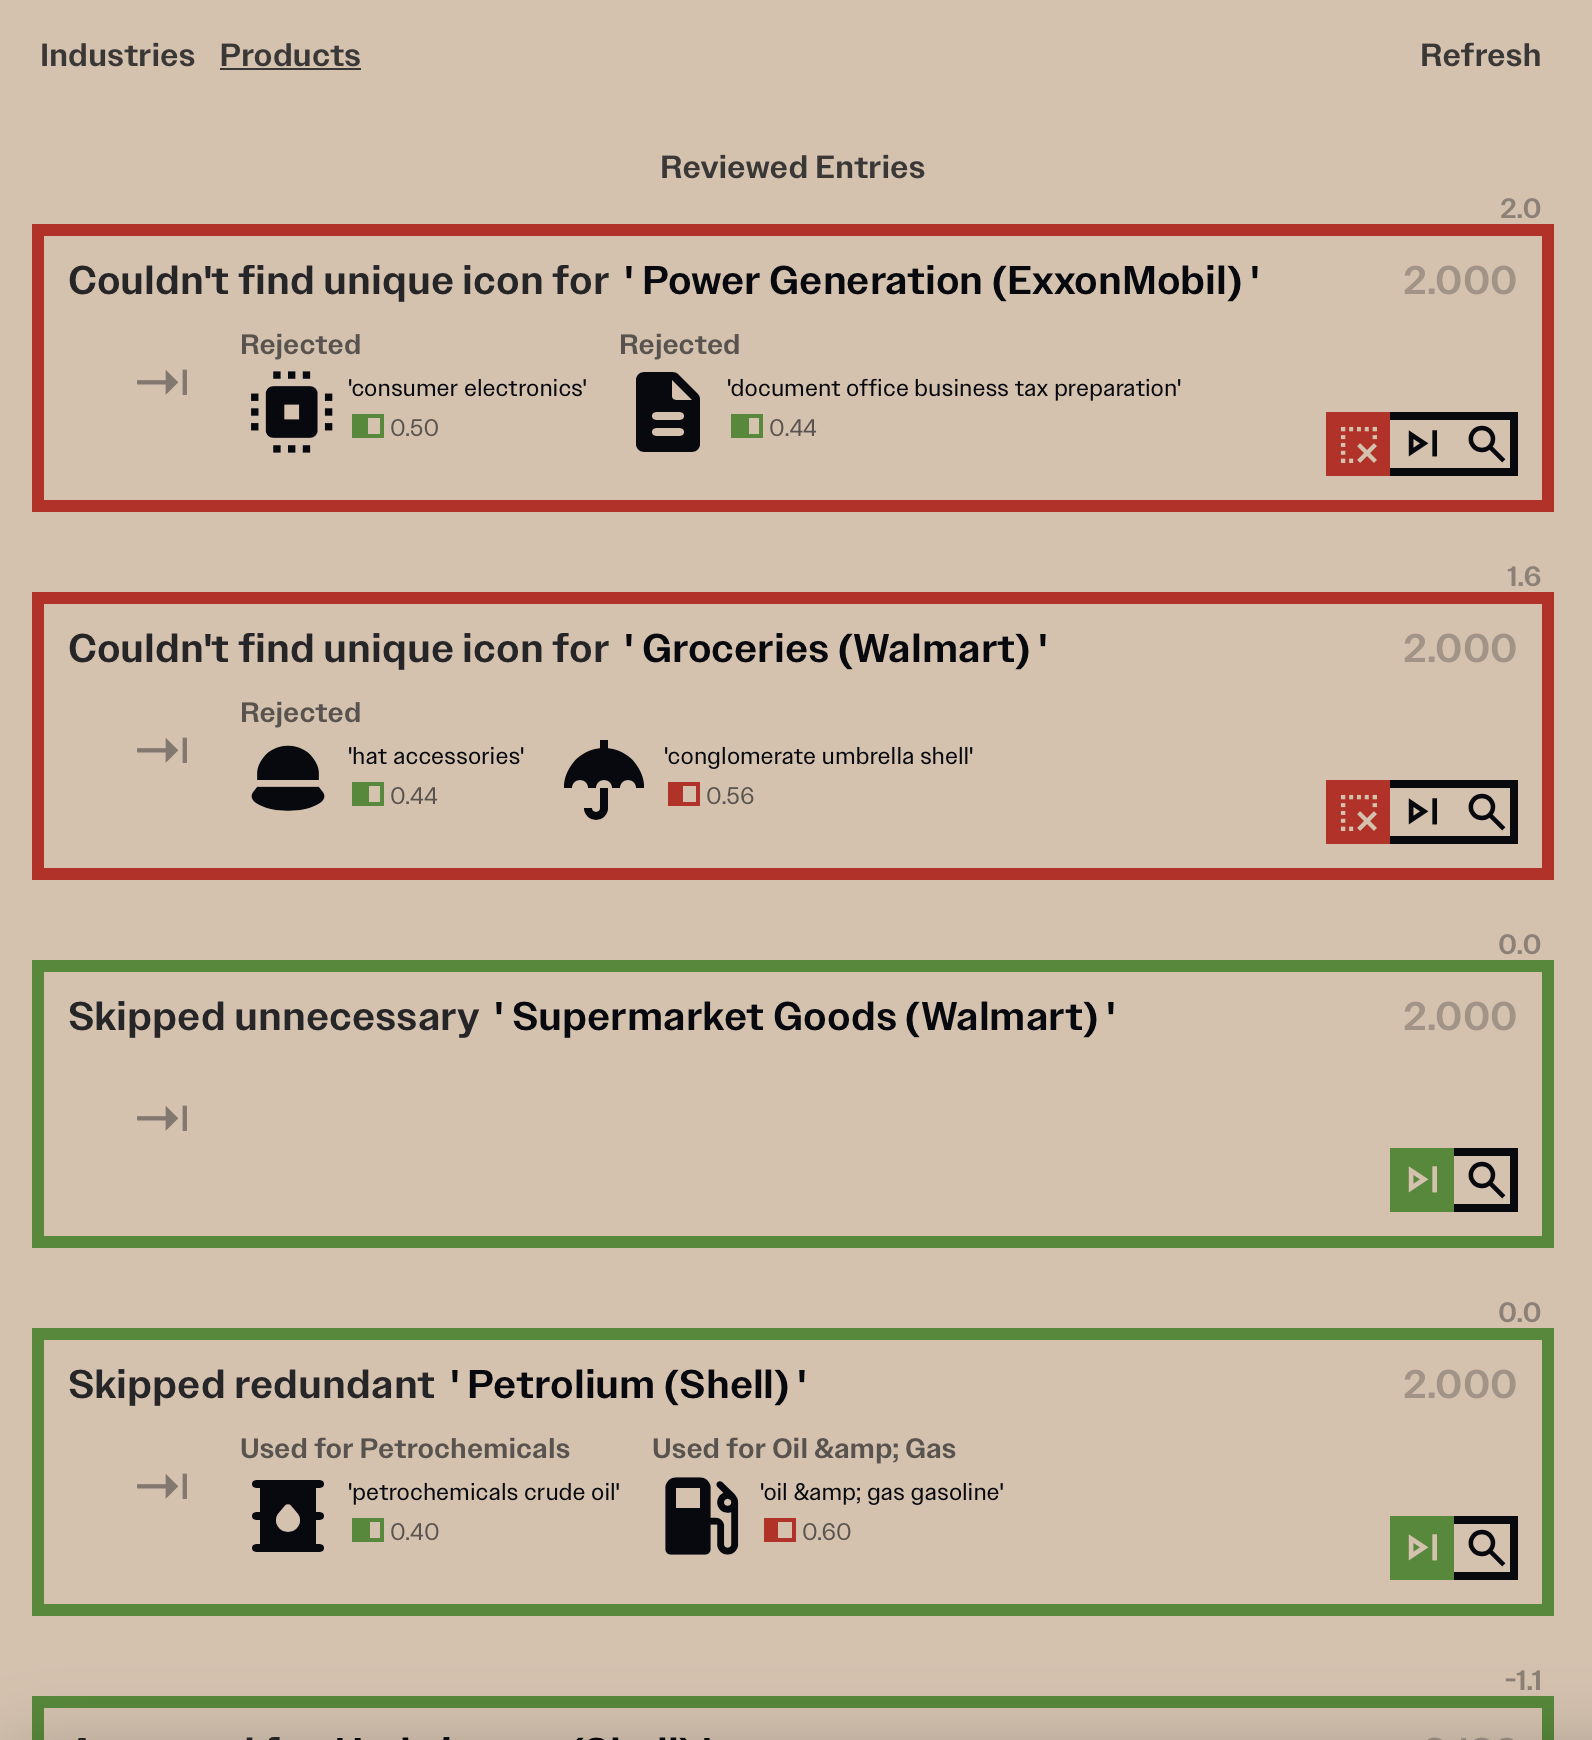 Industries Products Refresh
Reviewed Entries
2.0
Couldn't find unique icon for ' Power Generation (ExxonMobil) ' 2.000
Rejected Rejected
'consumer electronics' 'document office business tax preparation'
0.50 0.44
1.6
Couldn't find unique icon for ' Groceries (Walmart) ' 2.000
Rejected
'hat accessories' 'conglomerate umbrella shell'
0.44 0.56
0.0
Skipped unnecessary ' Supermarket Goods (Walmart) ' 2.000
0.0
Skipped redundant ' Petrolium (Shell) ' 2.000
Used for Petrochemicals Used for Oil &amp; Gas
'petrochemicals crude oil' 'oil &amp; gas gasoline'
0.40 0.60
-1.1